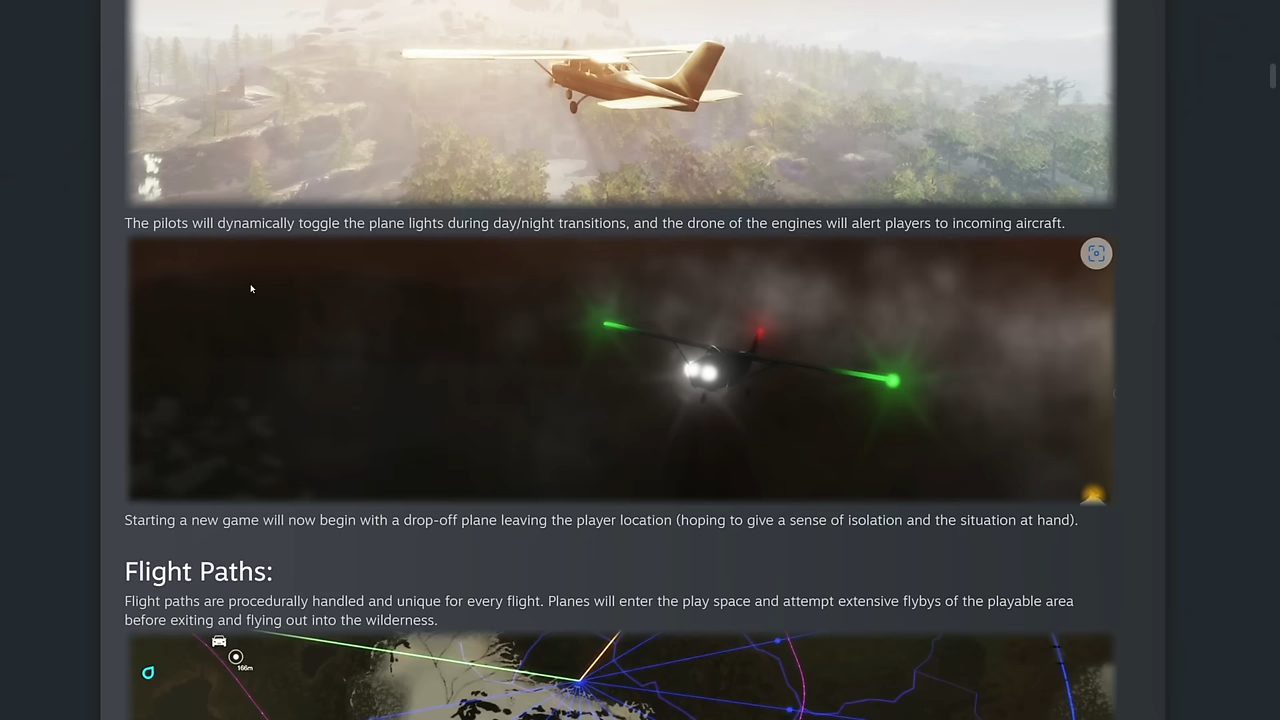 The pilots will dynamically toggle the plane lights during day/night transitions, and the drone of the engines will alert players to incoming aircraft.
Starting a new game will now begin with a drop-off plane leaving the player location (hoping to give a sense of isolation and the situation at hand).
Flight Paths:
Flight paths are procedurally handled and unique for every flight. Planes will enter the play space and attempt extensive flybys of the playable area
before exiting and flying out into the wilderness.
166m